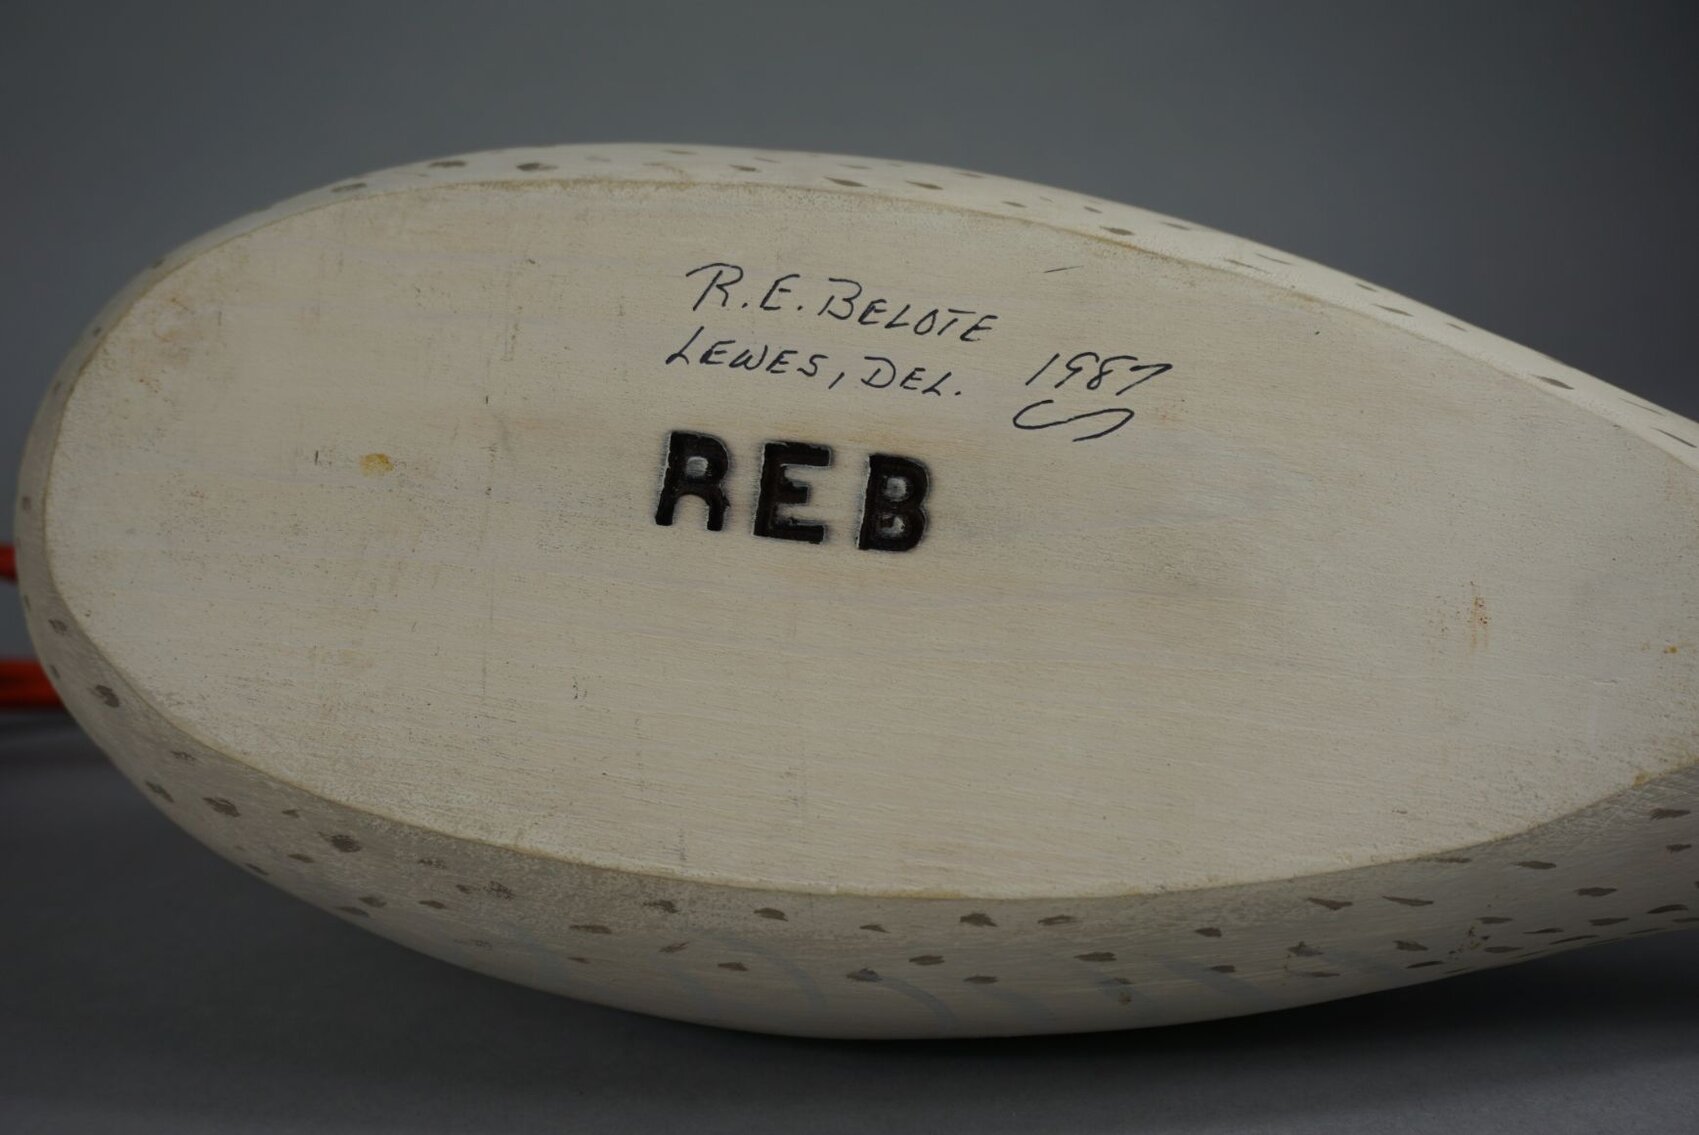 R.E. BELOTE
LEWES, DEL. 1987
REB